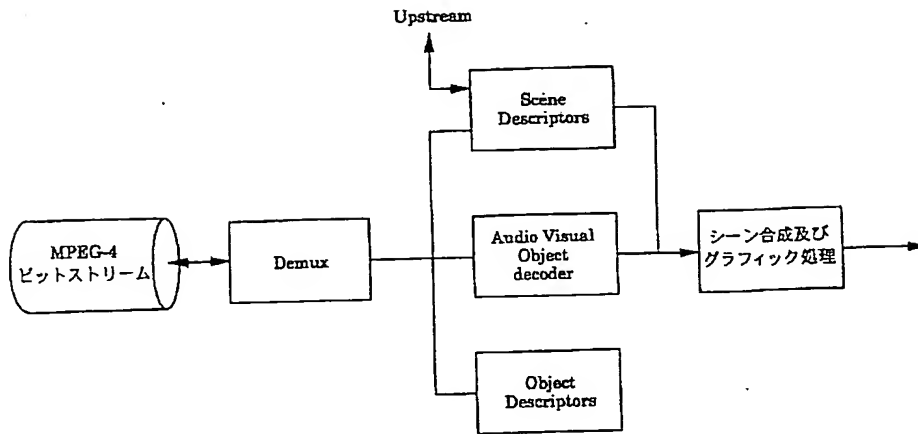 Upstream
Scene
Descriptors
MPEG-4
ビットストリーム
Demux
Audio Visual
Object
decoder
シーン合成及び
グラフィック処理
Object
Descriptors